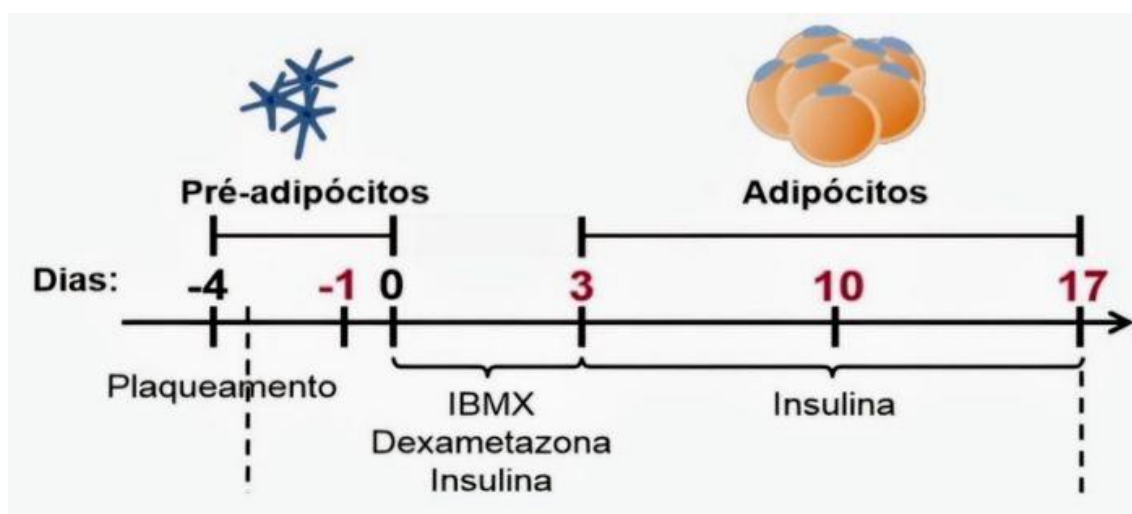 Pré-adipócitos
Adipócitos
Dias: -4 -1 0 3 10 17
Plaqueamento
IBMX
Dexametazona
Insulina
Insulina